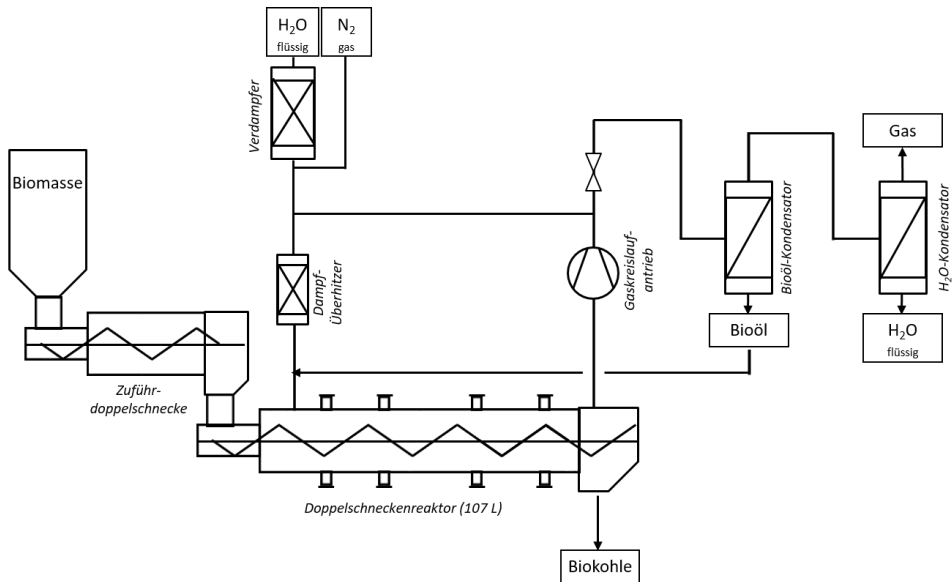 H₂O
flüssig
N₂
gas
Verdampfer
Biomasse
Gas
Dampf-
Überhitzer
Gaskreislauf-
antrieb
Bioöl-Kondensator
H₂O-Kondensator
Bioöl
H₂O
flüssig
Zuführ-
doppelschnecke
Doppelschneckenreaktor (107 L)
Biokohle